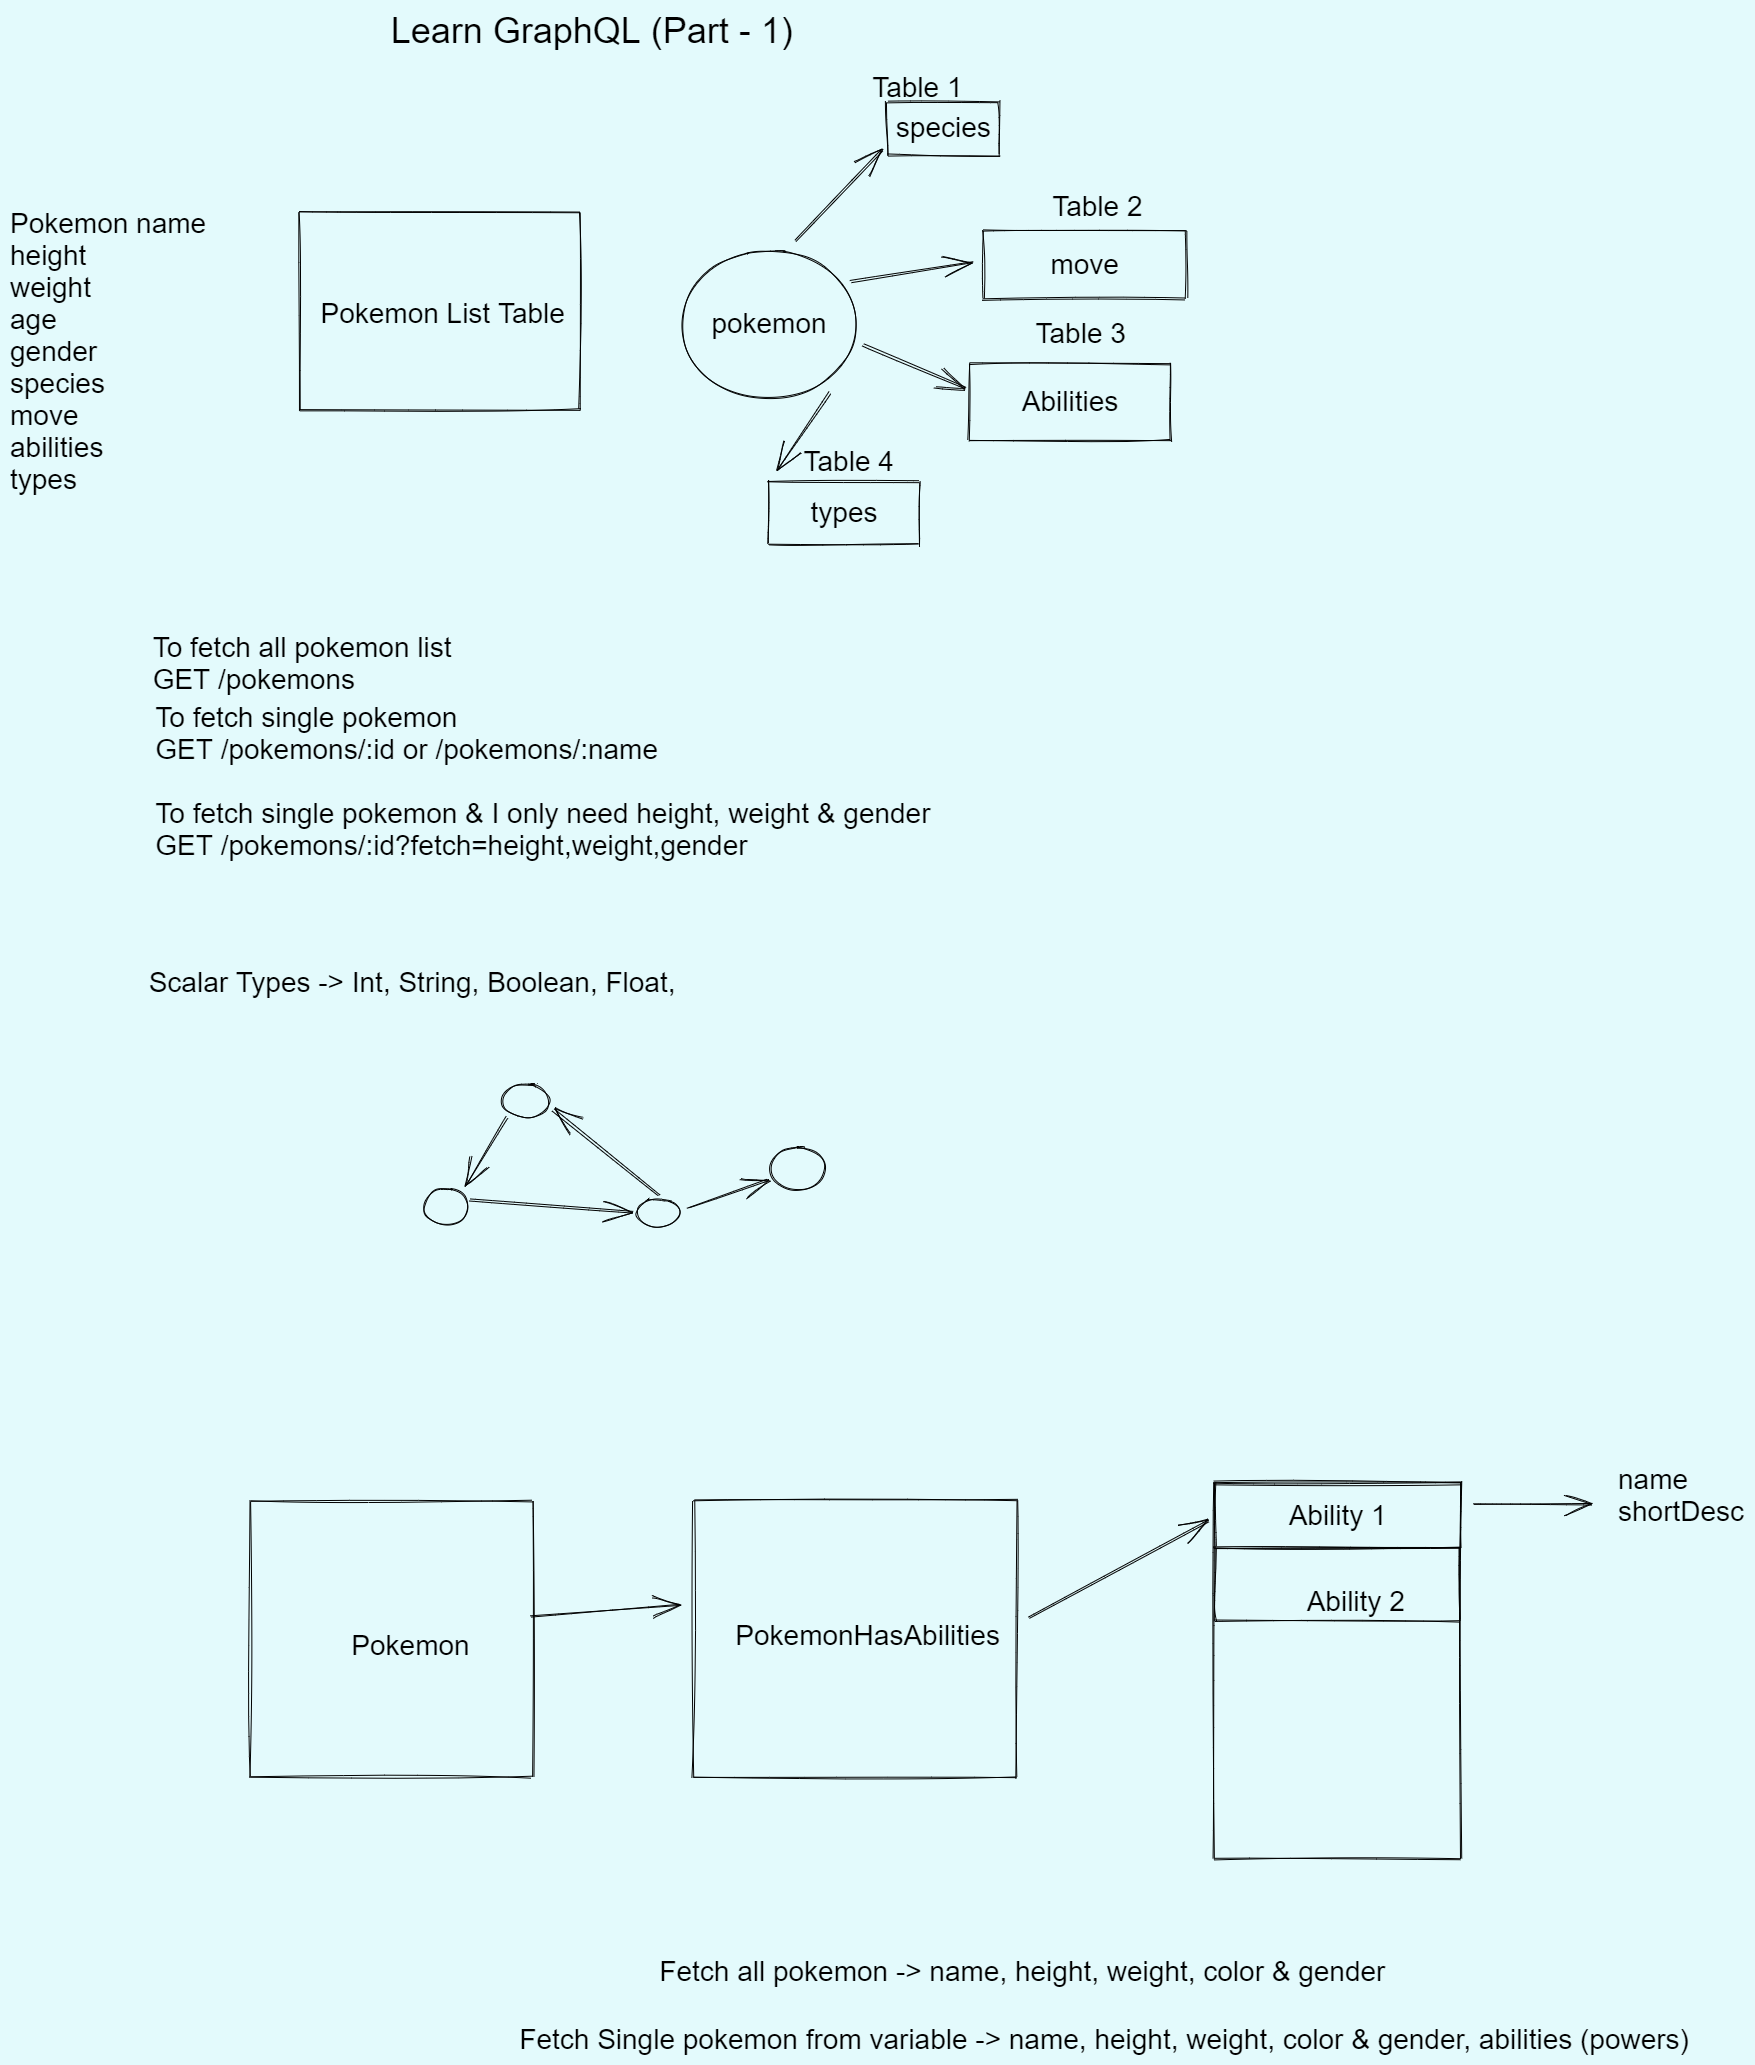 Learn GraphQL (Part - 1)
Table 1
species
Pokemon name
height
weight
age
gender
species
move
abilities
types
Pokemon List Table
pokemon
Table 2
move
Table 3
Abilities
Table 4
types
To fetch all pokemon list
GET /pokemons
To fetch single pokemon
GET /pokemons/:id or /pokemons/:name
To fetch single pokemon & I only need height, weight & gender
GET /pokemons/:id?fetch=height,weight,gender
Scalar Types -> Int, String, Boolean, Float,
Pokemon
PokemonHasAbilities
Ability 1
Ability 2
name
shortDesc
Fetch all pokemon -> name, height, weight, color & gender
Fetch Single pokemon from variable -> name, height, weight, color & gender, abilities (powers)